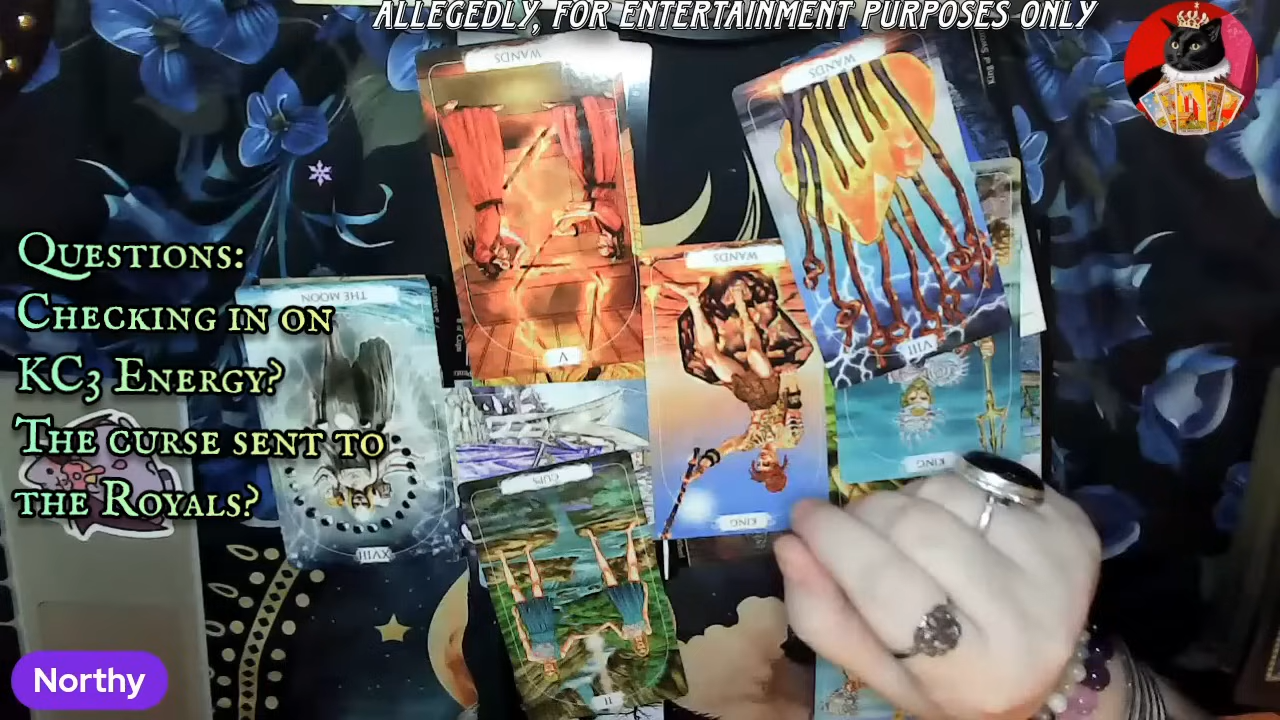 ALLEGEDLY, FOR ENTERTAINMENT PURPOSES ONLY
WANDS
WANDS
Questions:
Checking in on
KC3 Energy?
The curse sent to
the Royals?
THE MOON
XVIII
V
WANDS
KING
VIII
KING
CUPS
II
Northy